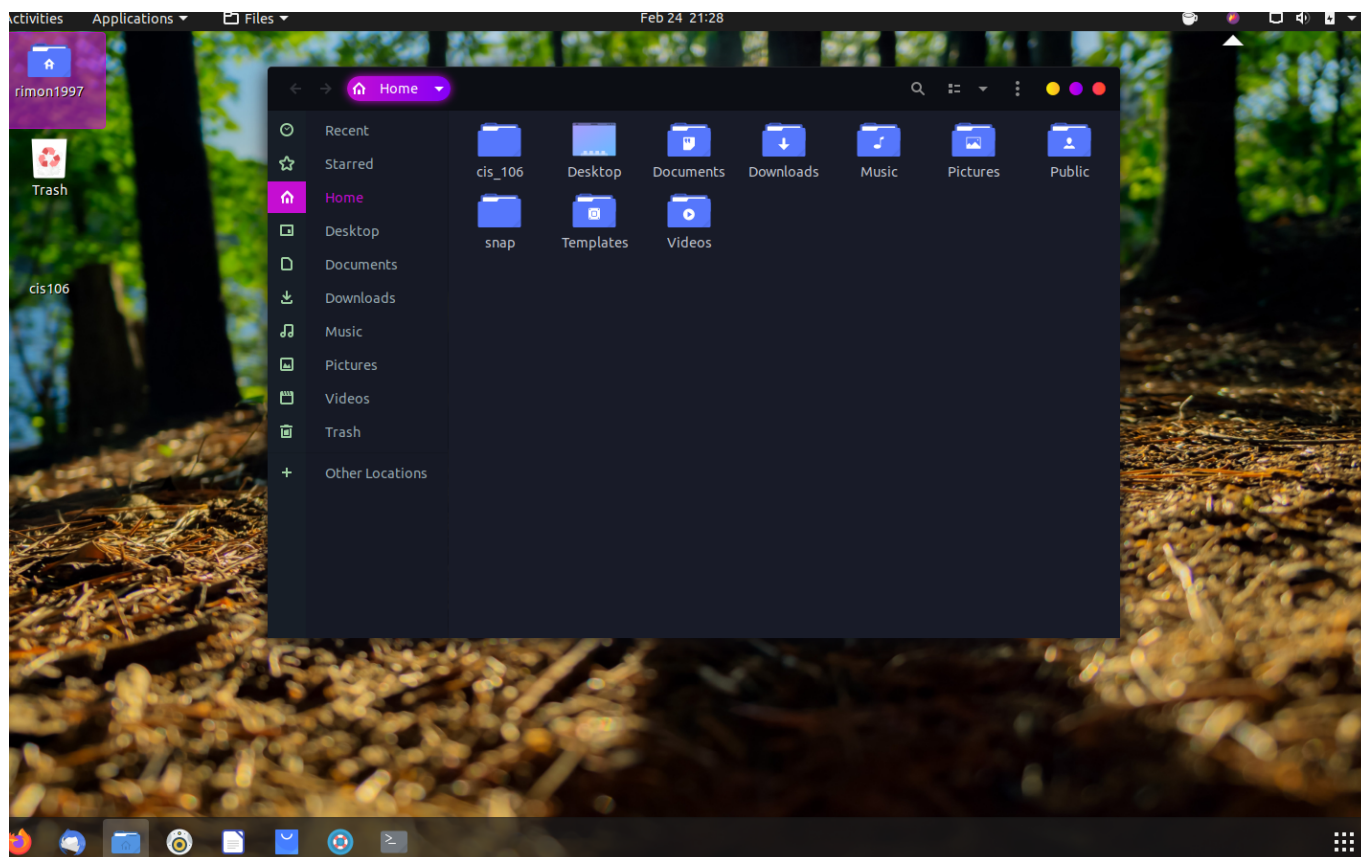 ctivities Applications Files Feb 24 21:28
rimon1997
Trash
cis106
Home
Recent
Starred
Home
Desktop
Documents
Downloads
Music
Pictures
Videos
Trash
Other Locations
cis_106 Desktop Documents Downloads Music Pictures Public
snap Templates Videos